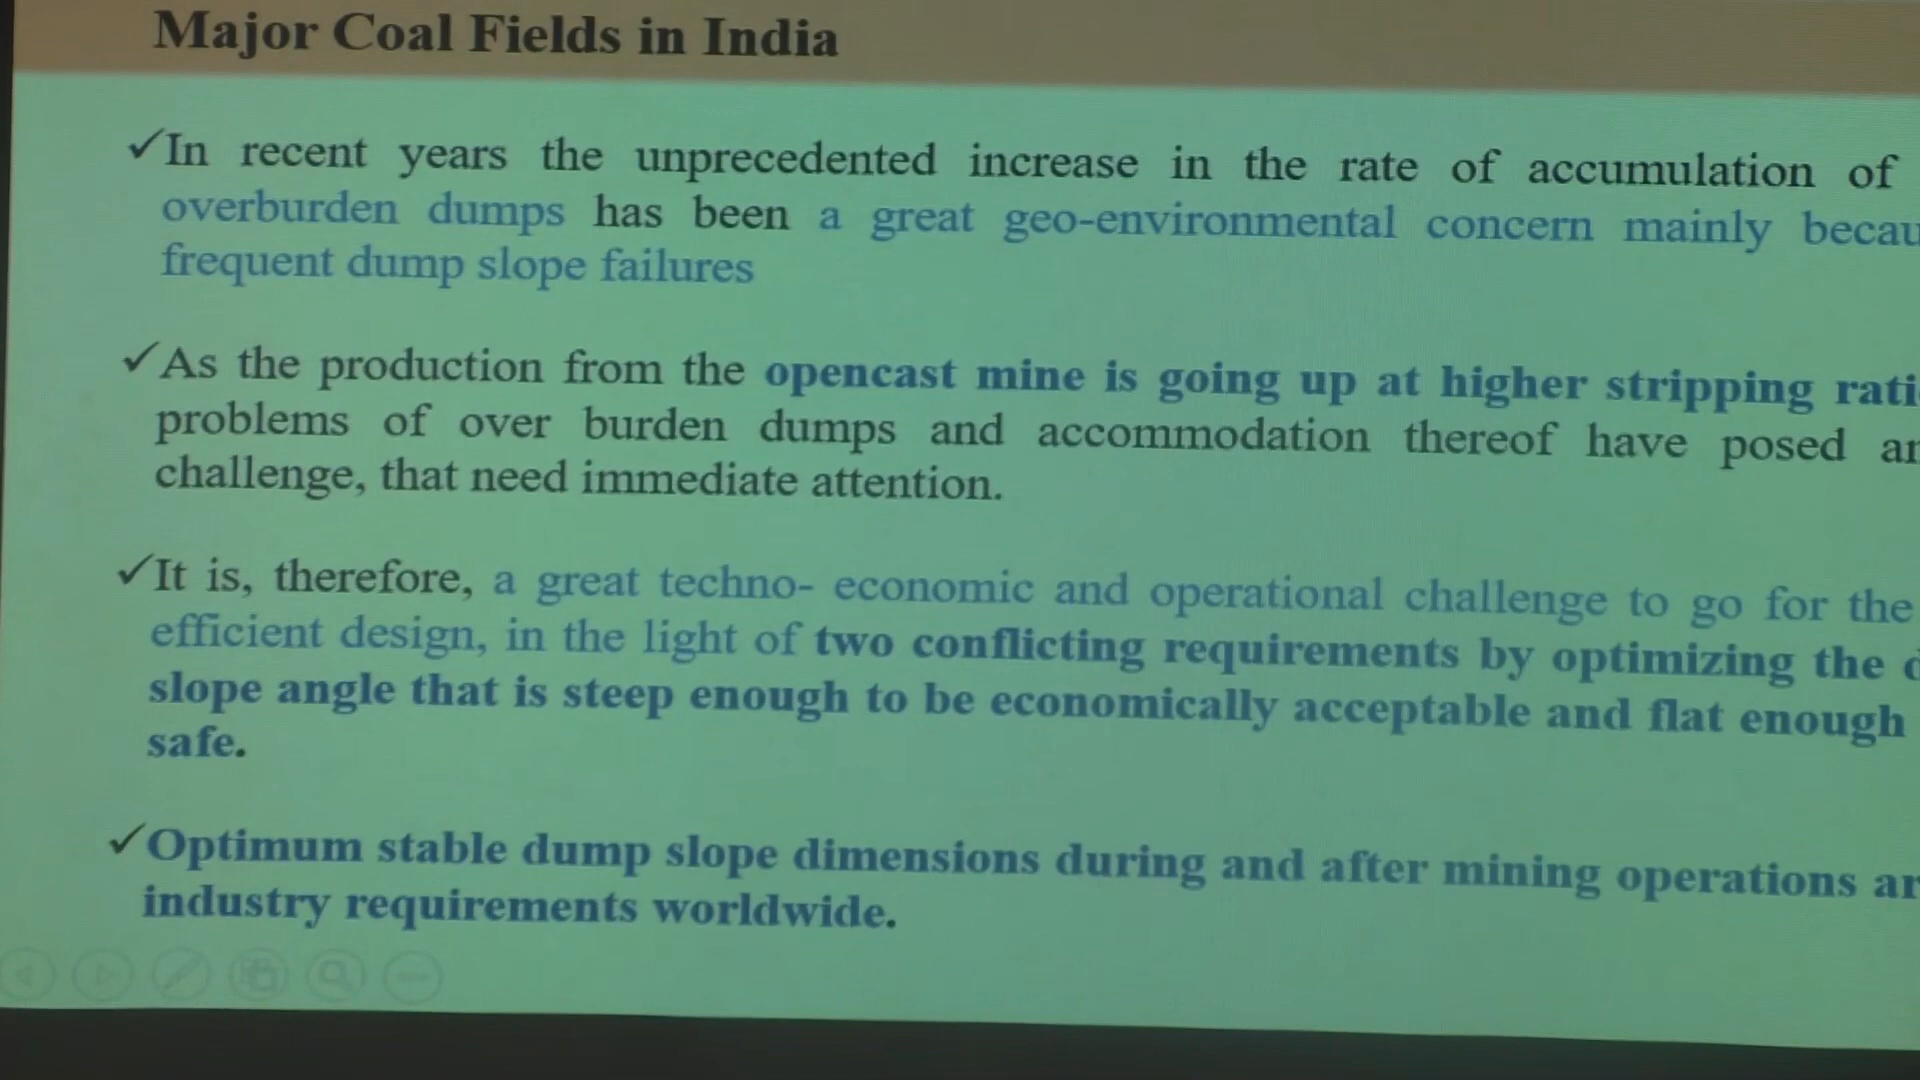 Major Coal Fields in India
✓In recent years the unprecedented increase in the rate of accumulation of
overburden dumps has been a great geo-environmental concern mainly becau
frequent dump slope failures
✓As the production from the opencast mine is going up at higher stripping rati
problems of over burden dumps and accommodation thereof have posed an
challenge, that need immediate attention.
✓It is, therefore, a great techno- economic and operational challenge to go for the
efficient design, in the light of two conflicting requirements by optimizing the
slope angle that is steep enough to be economically acceptable and flat enough
safe.
✓Optimum stable dump slope dimensions during and after mining operations ar
industry requirements worldwide.